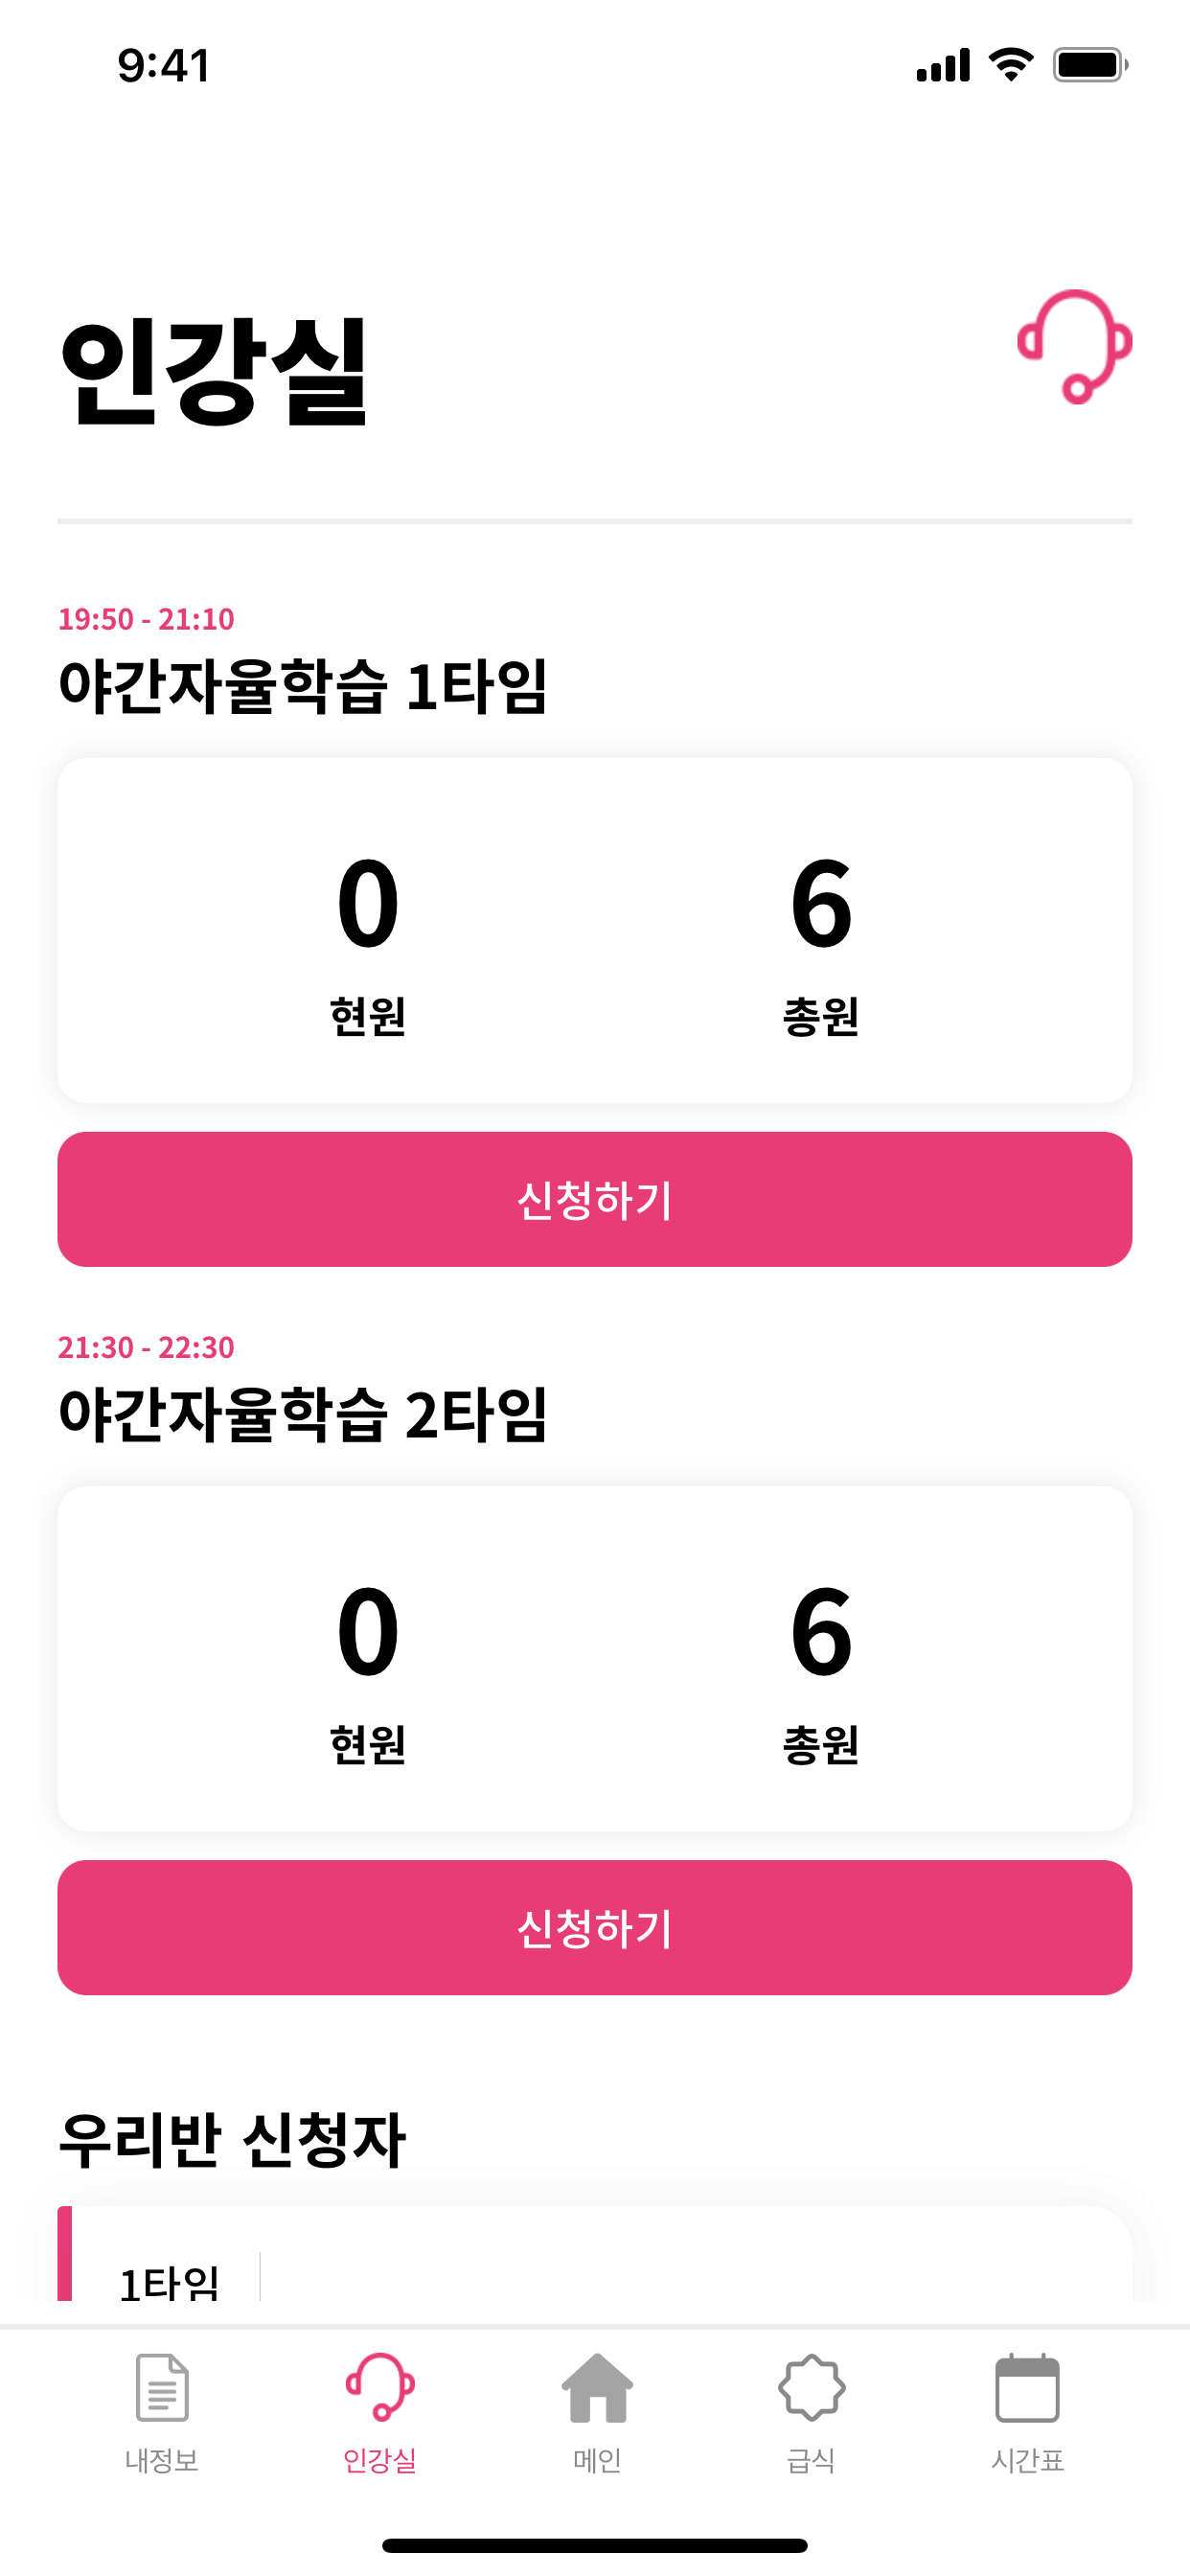 9:41
인강실
19:50 - 21:10
야간자율학습 1타임
0 6
현원 총원
신청하기
21:30 - 22:30
야간자율학습 2타임
0 6
현원 총원
신청하기
우리반 신청자
1타임
내정보 인강실 메인 급식 시간표